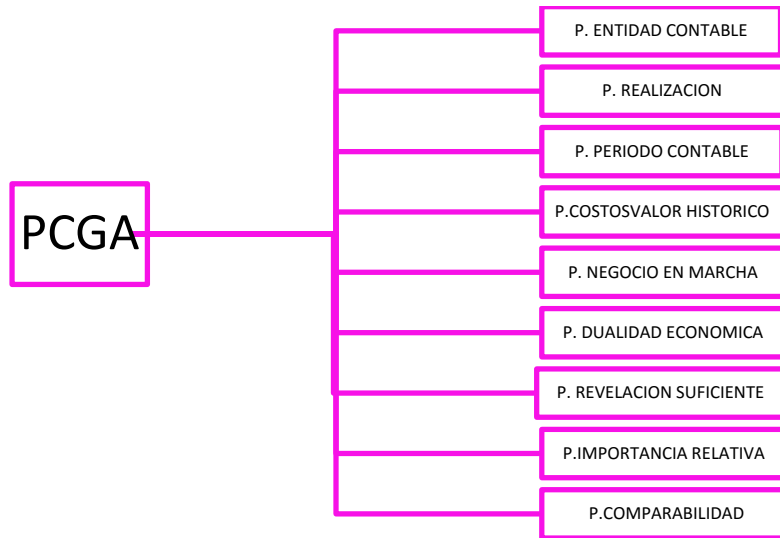 PCGA
P. ENTIDAD CONTABLE
P. REALIZACION
P. PERIODO CONTABLE
P.COSTOSVALOR HISTORICO
P. NEGOCIO EN MARCHA
P. DUALIDAD ECONOMICA
P. REVELACION SUFICIENTE
P.IMPORTANCIA RELATIVA
P.COMPARABILIDAD